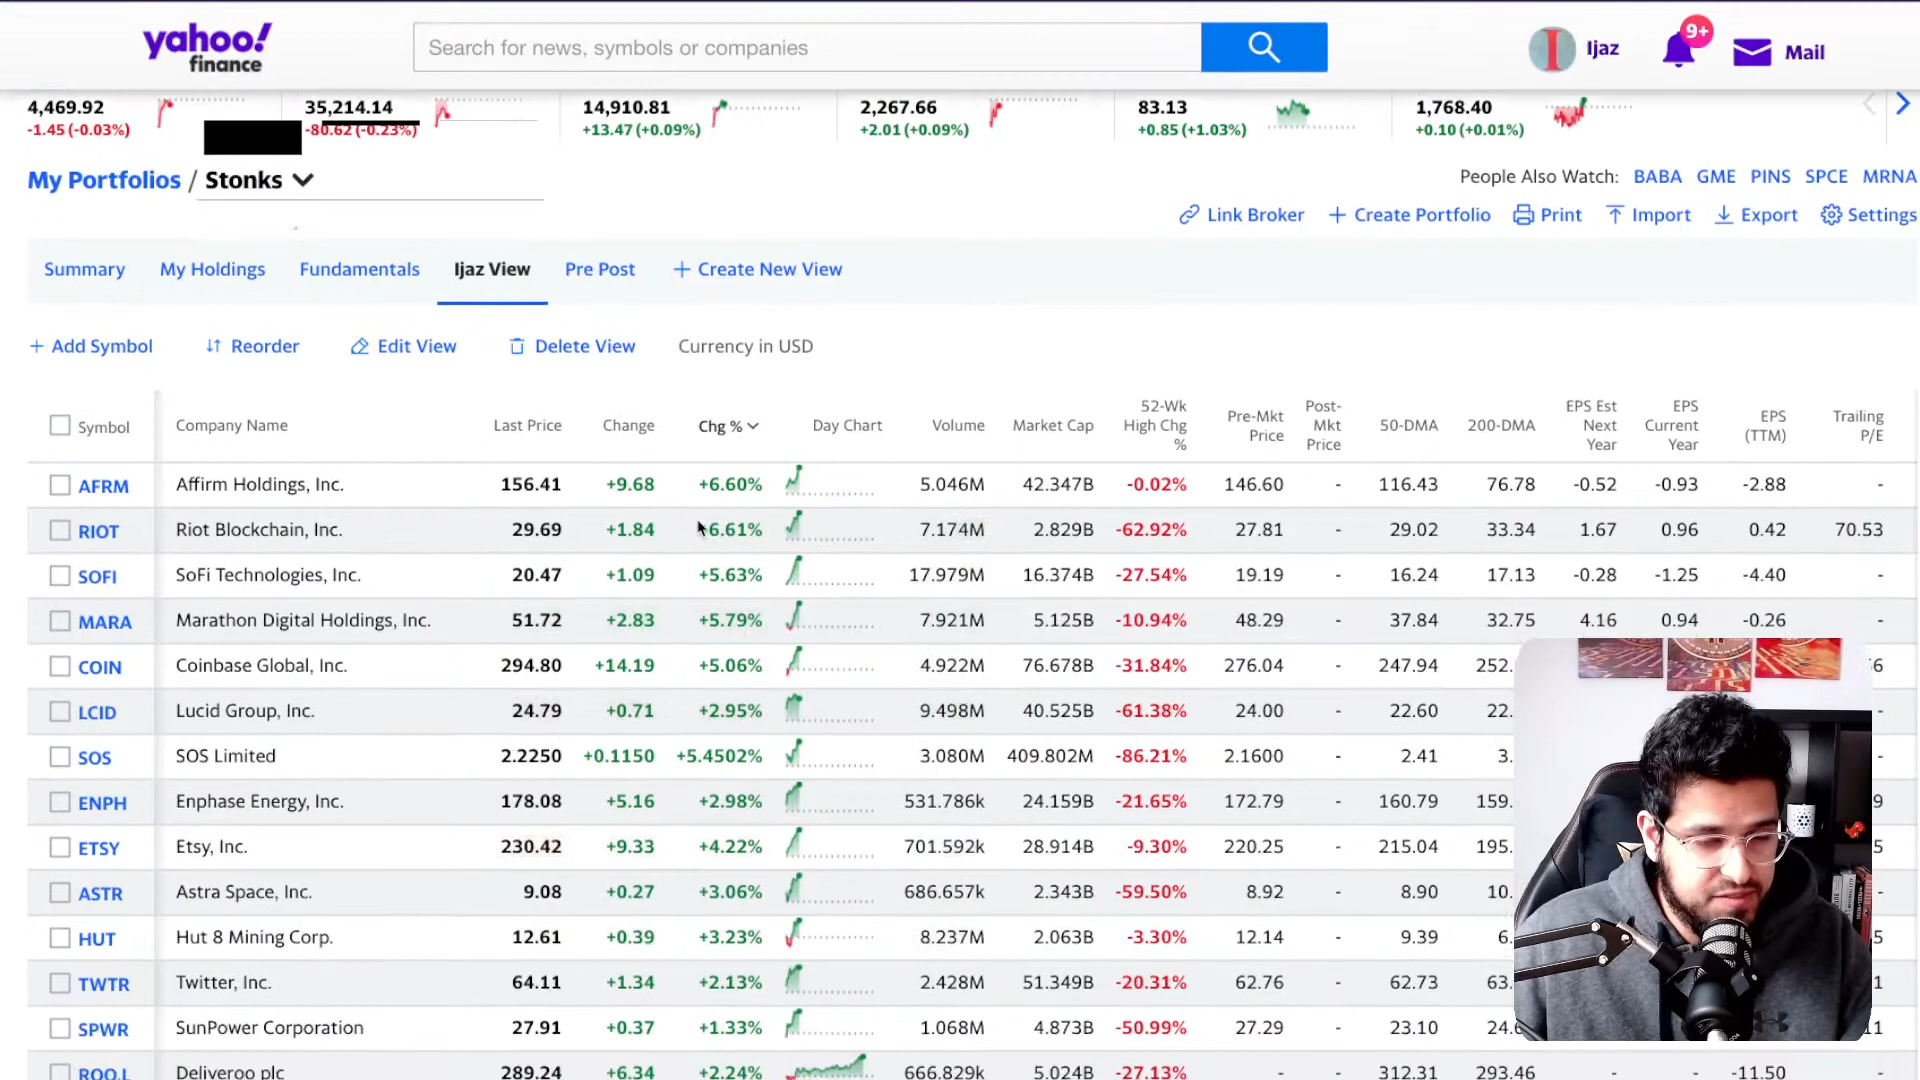 yahoo!
finance
Search for news, symbols or companies
Ijaz
9+
Mail
4,469.92
-1.45 (-0.03%)
35,214.14
-80.62 (-0.23%)
14,910.81
+13.47 (+0.09%)
2,267.66
+2.01 (+0.09%)
83.13
+0.85 (+1.03%)
1,768.40
+0.10 (+0.01%)
My Portfolios / Stonks
People Also Watch: BABA GME PINS SPCE MRNA
Link Broker + Create Portfolio Print Import Export Settings
Summary My Holdings Fundamentals Ijaz View Pre Post + Create New View
+ Add Symbol Reorder Edit View Delete View Currency in USD
Symbol Company Name Last Price Change Chg % Day Chart Volume Market Cap 52-Wk High Chg % Pre-Mkt Price Post-Mkt Price 50-DMA 200-DMA EPS Est Next Year EPS Current Year EPS (TTM) Trailing P/E
AFRM Affirm Holdings, Inc. 156.41 +9.68 +6.60% 5.046M 42.347B -0.02% 146.60 - 116.43 76.78 -0.52 -0.93 -2.88 -
RIOT Riot Blockchain, Inc. 29.69 +1.84 +6.61% 7.174M 2.829B -62.92% 27.81 - 29.02 33.34 1.67 0.96 0.42 70.53
SOFI SoFi Technologies, Inc. 20.47 +1.09 +5.63% 17.979M 16.374B -27.54% 19.19 - 16.24 17.13 -0.28 -1.25 -4.40 -
MARA Marathon Digital Holdings, Inc. 51.72 +2.83 +5.79% 7.921M 5.125B -10.94% 48.29 - 37.84 32.75 4.16 0.94 -0.26 -
COIN Coinbase Global, Inc. 294.80 +14.19 +5.06% 4.922M 76.678B -31.84% 276.04 - 247.94 252. 6
LCID Lucid Group, Inc. 24.79 +0.71 +2.95% 9.498M 40.525B -61.38% 24.00 - 22.60 22. -
SOS SOS Limited 2.2250 +0.1150 +5.4502% 3.080M 409.802M -86.21% 2.1600 - 2.41 3. -
ENPH Enphase Energy, Inc. 178.08 +5.16 +2.98% 531.786k 24.159B -21.65% 172.79 - 160.79 159. 9
ETSY Etsy, Inc. 230.42 +9.33 +4.22% 701.592k 28.914B -9.30% 220.25 - 215.04 195. 5
ASTR Astra Space, Inc. 9.08 +0.27 +3.06% 686.657k 2.343B -59.50% 8.92 - 8.90 10. -
HUT Hut 8 Mining Corp. 12.61 +0.39 +3.23% 8.237M 2.063B -3.30% 12.14 - 9.39 6. 5
TWTR Twitter, Inc. 64.11 +1.34 +2.13% 2.428M 51.349B -20.31% 62.76 - 62.73 63. 1
SPWR SunPower Corporation 27.91 +0.37 +1.33% 1.068M 4.873B -50.99% 27.29 - 23.10 24. 11
ROO.L Deliveroo plc 289.24 +6.34 +2.24% 666.829k 5.024B -27.13% - - 312.31 293.46 - - -11.50 -